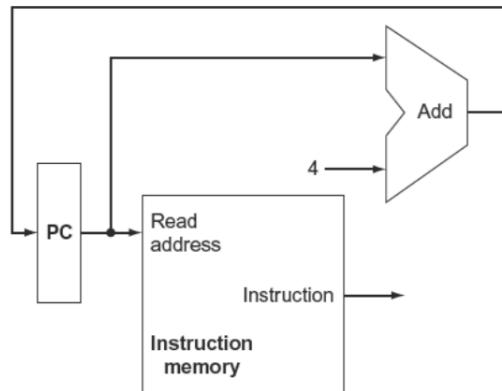 Add
4
PC
Read
address
Instruction
Instruction
memory